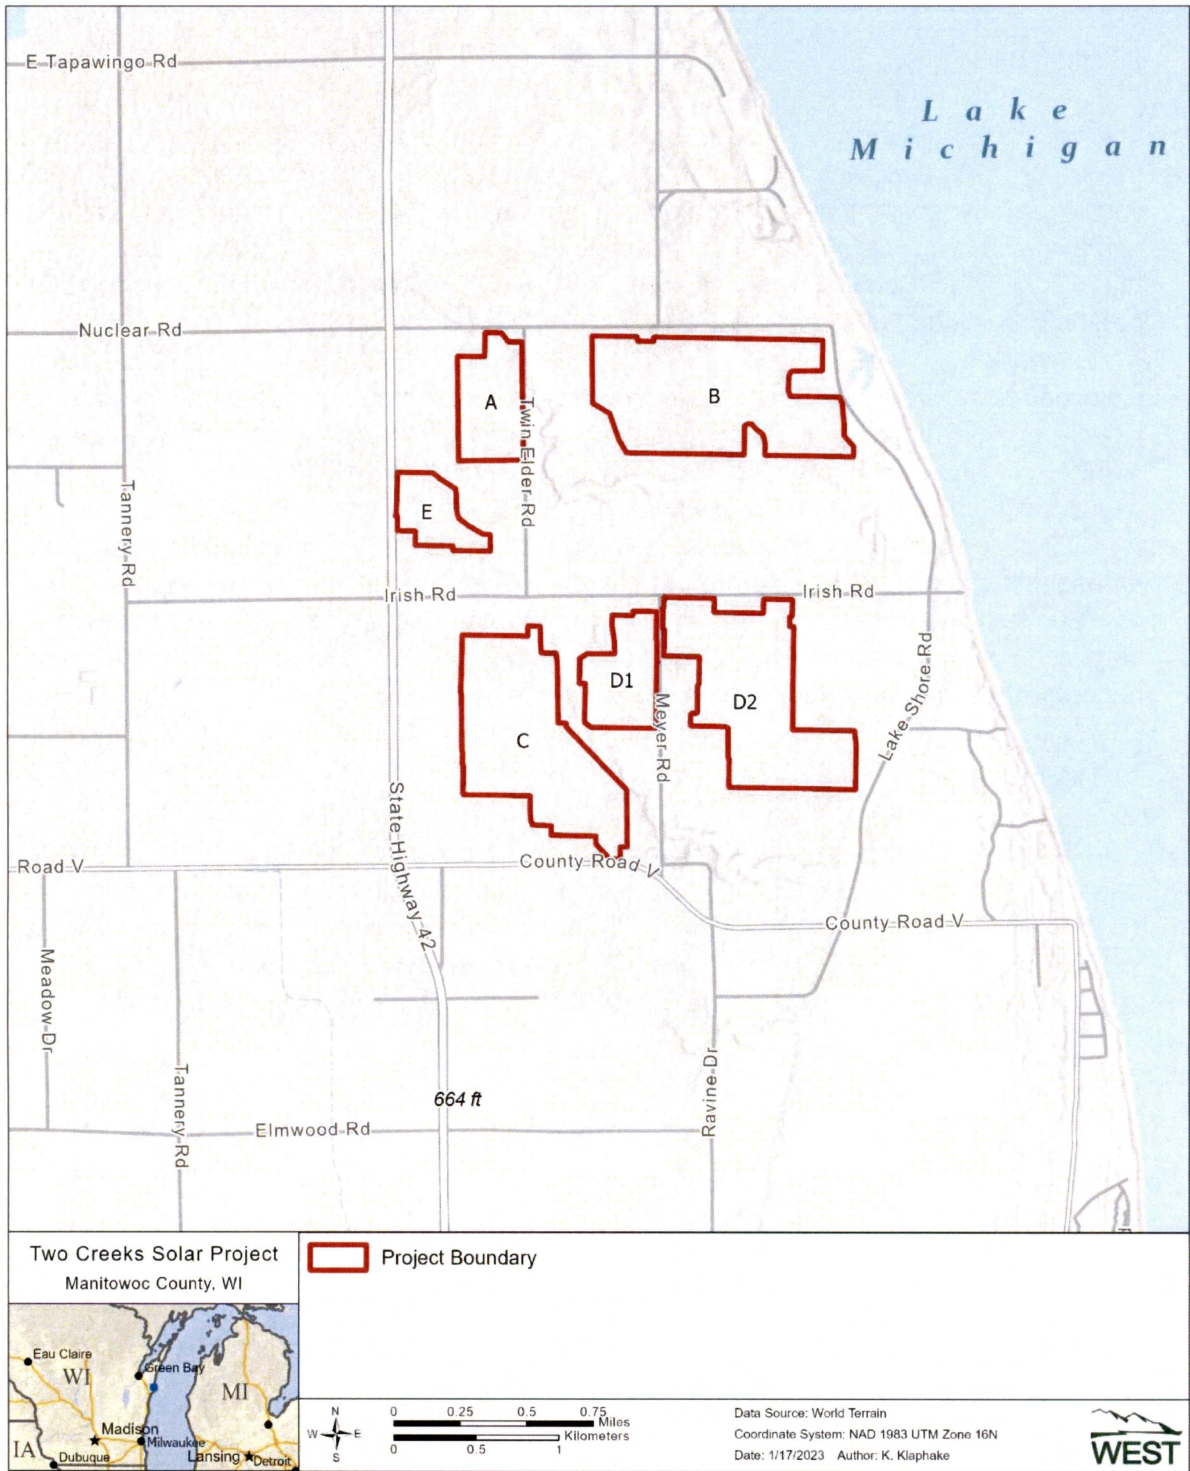 E Tapawingo Rd
Lake
Michigan
Nuclear Rd
A
B
Twin Elder Rd
E
Tannery Rd
Irish Rd
Irish Rd
D1
D2
C
Meyer Rd
Lake Shore Rd
State Highway 42
Road V
County Road V
County Road V
Meadow Dr
Tannery Rd
Ravine Dr
664 ft
Elmwood Rd
Two Creeks Solar Project
Manitowoc County, WI
Project Boundary
Eau Claire
WI
Green Bay
MI
Madison
Milwaukee
IA
Dubuque
Lansing
Detroit
N
W E
S
0 0.25 0.5 0.75
Miles
Kilometers
0 0.5 1
Data Source: World Terrain
Coordinate System: NAD 1983 UTM Zone 16N
Date: 1/17/2023 Author: K. Klaphake
WEST